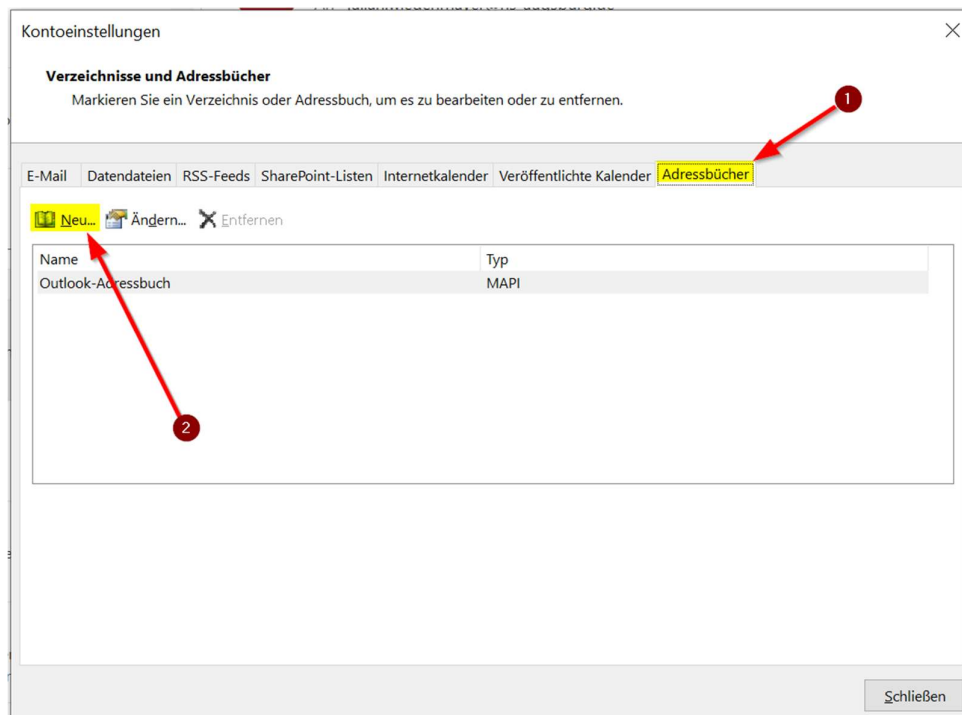 Kontoeinstellungen
Verzeichnisse und Adressbücher
Markieren Sie ein Verzeichnis oder Adressbuch, um es zu bearbeiten oder zu entfernen.
1
E-Mail Datendateien RSS-Feeds SharePoint-Listen Internetkalender Veröffentlichte Kalender Adressbücher
Neu... Ändern... Entfernen
Name Typ
Outlook-Adressbuch MAPI
2
Schließen